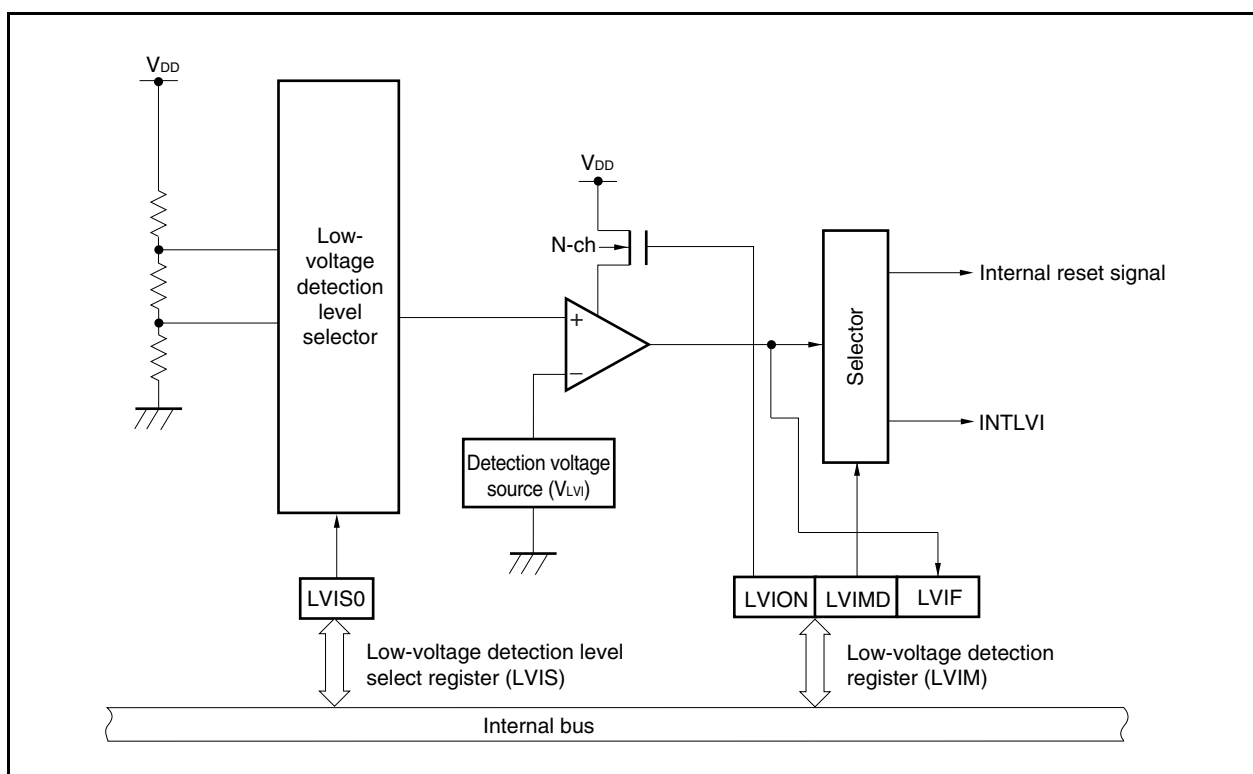 VDD
Low-
voltage
detection
level
selector
VDD
N-ch
+
−
Detection voltage
source (VLVI)
Selector
Internal reset signal
INTLVI
LVIS0
LVION
LVIMD
LVIF
Low-voltage detection level
select register (LVIS)
Low-voltage detection
register (LVIM)
Internal bus